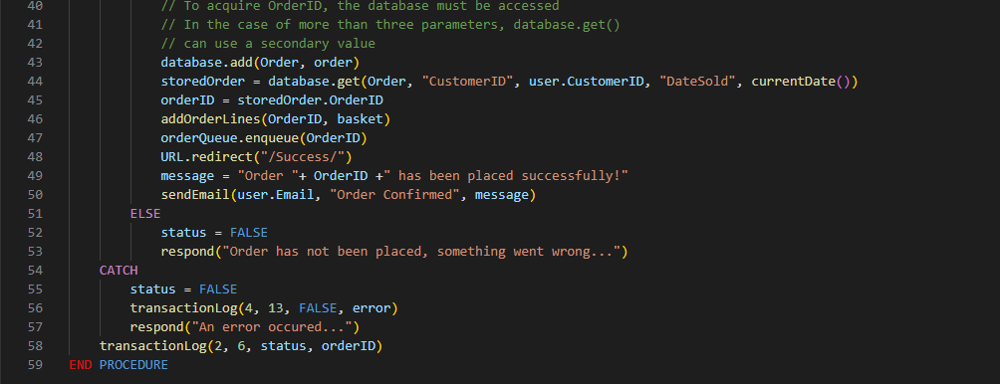 40 // To acquire OrderID, the database must be accessed
41 // In the case of more than three parameters, database.get()
42 // can use a secondary value
43 database.add(Order, order)
44 storedOrder = database.get(Order, "CustomerID", user.CustomerID, "DateSold", currentDate())
45 orderID = storedOrder.OrderID
46 addOrderLines(OrderID, basket)
47 orderQueue.enqueue(OrderID)
48 URL.redirect("/Success/")
49 message = "Order "+ OrderID +" has been placed successfully!"
50 sendEmail(user.Email, "Order Confirmed", message)
51 ELSE
52 status = FALSE
53 respond("Order has not been placed, something went wrong...")
54 CATCH
55 status = FALSE
56 transactionLog(4, 13, FALSE, error)
57 respond("An error occured...")
58 transactionLog(2, 6, status, orderID)
59 END PROCEDURE